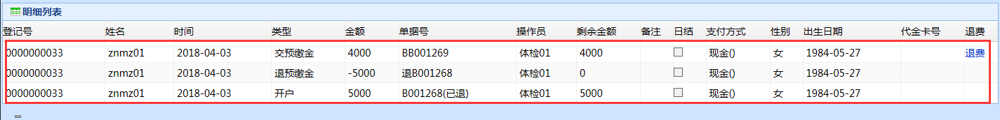 明细列表
登记号 姓名 时间 类型 金额 单据号 操作员 剩余金额 备注 日结 支付方式 性别 出生日期 代金卡号 退费
0000000033 znmz01 2018-04-03 交预缴金 4000 BB001269 体检01 4000 现金() 女 1984-05-27 退费
0000000033 znmz01 2018-04-03 退预缴金 -5000 退B001268 体检01 0 现金() 女 1984-05-27
0000000033 znmz01 2018-04-03 开户 5000 B001268(已退) 体检01 5000 现金() 女 1984-05-27